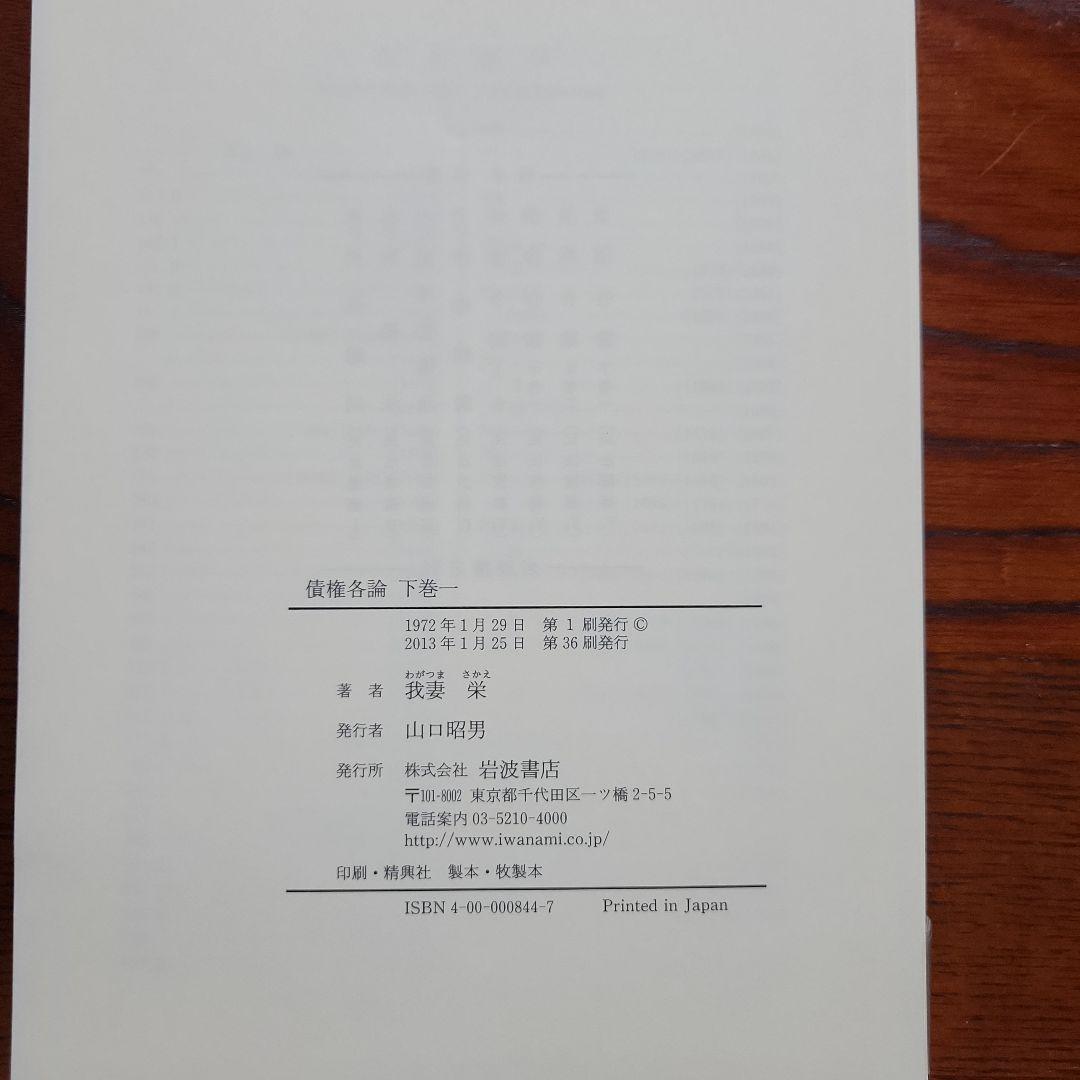 債権各論 下巻一
1972年1月29日 第1刷発行©
2013年1月25日 第36刷発行
わがつま さかえ
著者 我妻 栄
発行者 山口昭男
発行所 株式会社 岩波書店
〒101-8002 東京都千代田区一ツ橋2-5-5
電話案内 03-5210-4000
http://www.iwanami.co.jp/
印刷・精興社 製本・牧製本
ISBN 4-00-000844-7 Printed in Japan